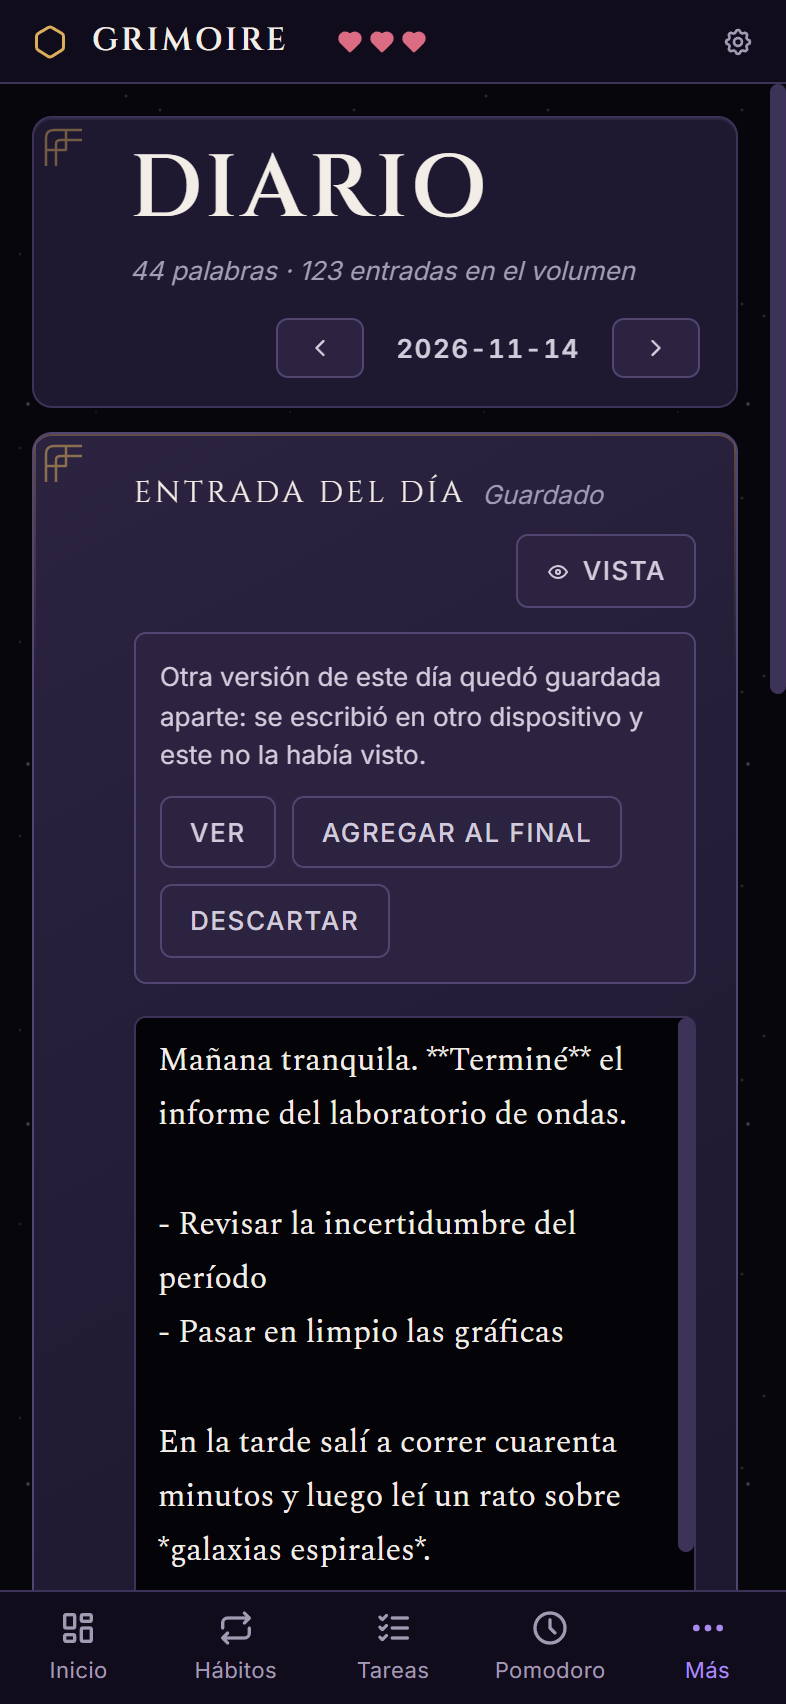 GRIMOIRE
DIARIO
44 palabras · 123 entradas en el volumen
2026-11-14
ENTRADA DEL DÍA Guardado
VISTA
Otra versión de este día quedó guardada
aparte: se escribió en otro dispositivo y
este no la había visto.
VER AGREGAR AL FINAL
DESCARTAR
Mañana tranquila. **Terminé** el
informe del laboratorio de ondas.
- Revisar la incertidumbre del
período
- Pasar en limpio las gráficas
En la tarde salí a correr cuarenta
minutos y luego leí un rato sobre
*galaxias espirales*.
Inicio Hábitos Tareas Pomodoro Más